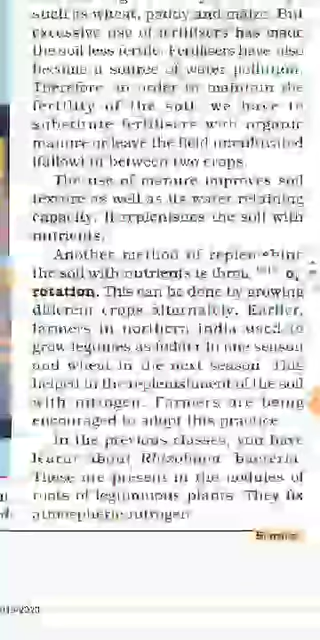 such as wheat, paddy and maize. But
excessive use of fertilisers has made
the soil less fertile. Fertilisers have also
become a source of water pollution.
Therefore, in order to maintain the
fertility of the soil, we have to
substitute fertilisers with organic
manure or leave the field uncultivated
(fallow) in between two crops.
The use of manure improves soil
texture as well as its water retaining
capacity. It replenishes the soil with
nutrients.
Another method of
the soil with nutrients is
rotation. This can be done by growing
different crops alternately. Earlier,
farmers in northern India used to
grow legumes as fodder in one season
and wheat in the next season. This
helped in the replenishment of the soil
with nitrogen. Farmers are being
encouraged to adopt this practice.
In the previous classes, you have
learnt about Rhizobium bacteria.
These are present in the nodules of
roots of leguminous plants. They fix
atmospheric nitrogen.